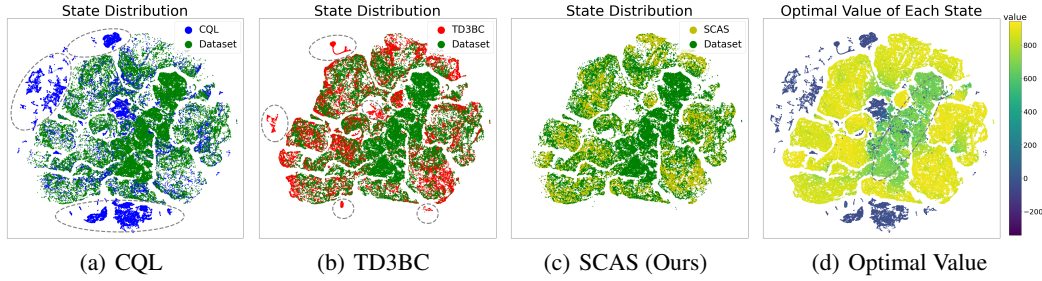 State Distribution
CQL
Dataset
State Distribution
TD3BC
Dataset
State Distribution
SCAS
Dataset
Optimal Value of Each State
value
800
600
400
200
0
−200
(a) CQL
(b) TD3BC
(c) SCAS (Ours)
(d) Optimal Value